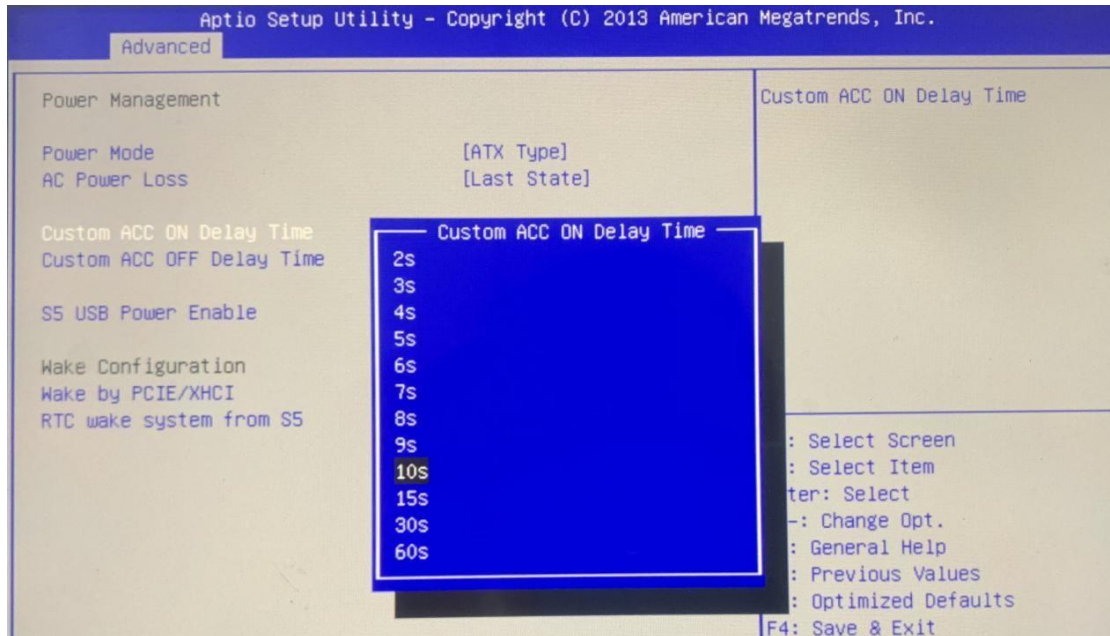 Aptio Setup Utility – Copyright (C) 2013 American Megatrends, Inc.
Advanced
Power Management
Power Mode [ATX Type]
AC Power Loss [Last State]
Custom ACC ON Delay Time
Custom ACC OFF Delay Time
S5 USB Power Enable
Wake Configuration
Wake by PCIE/XHCI
RTC wake system from S5
Custom ACC ON Delay Time
2s
3s
4s
5s
6s
7s
8s
9s
10s
15s
30s
60s
Custom ACC ON Delay Time
: Select Screen
: Select Item
ter: Select
-: Change Opt.
: General Help
: Previous Values
: Optimized Defaults
F4: Save & Exit